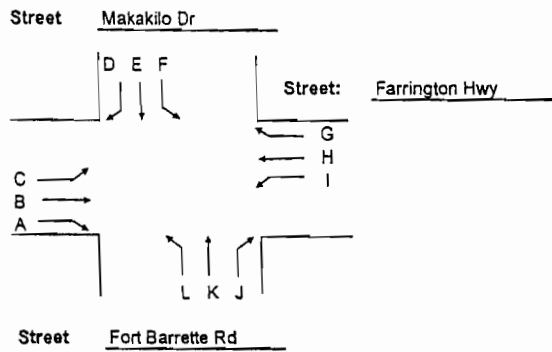 Street Makakilo Dr
D E F
Street: Farrington Hwy
G
H
C
I
B
A
L K J
Street Fort Barrette Rd